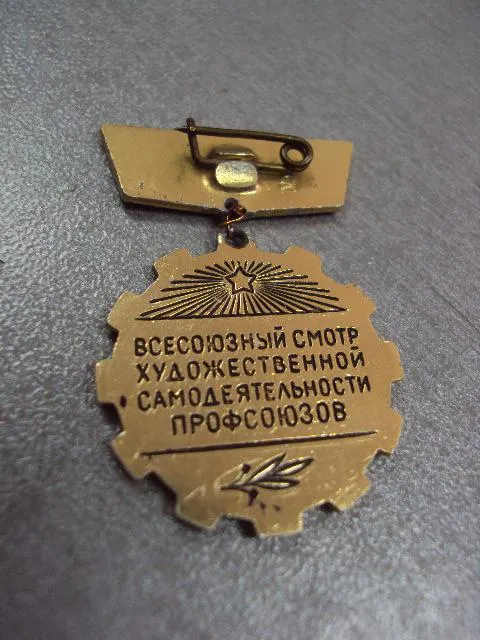 ВСЕСОЮЗНЫЙ СМОТР
ХУДОЖЕСТВЕННОЙ
САМОДЕЯТЕЛЬНОСТИ
ПРОФСОЮЗОВ